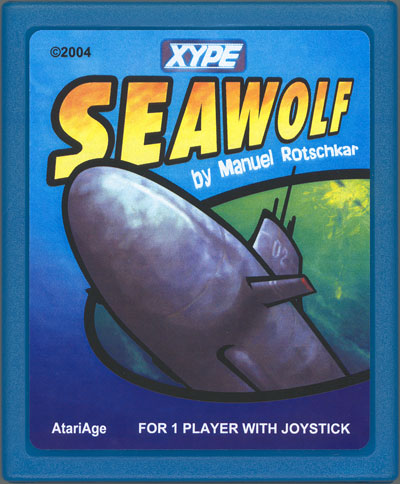 ©2004
XYPE
SEAWOLF
by Manuel Rotschkar
02
AtariAge FOR 1 PLAYER WITH JOYSTICK